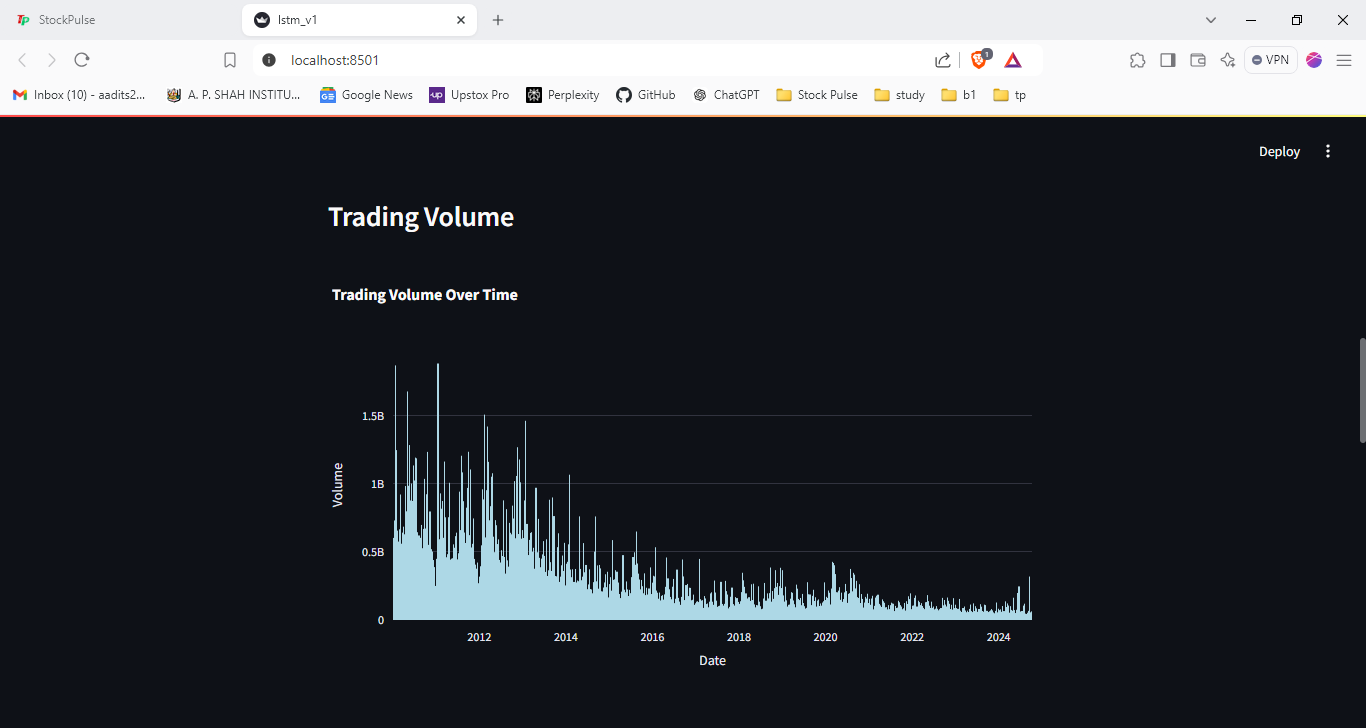 StockPulse
lstm_v1
localhost:8501
1
VPN
Inbox (10) - aadits2...
A. P. SHAH INSTITU...
Google News
Upstox Pro
Perplexity
GitHub
ChatGPT
Stock Pulse
study
b1
tp
Deploy
Trading Volume
Trading Volume Over Time
Volume
1.5B
1B
0.5B
0
2012 2014 2016 2018 2020 2022 2024
Date